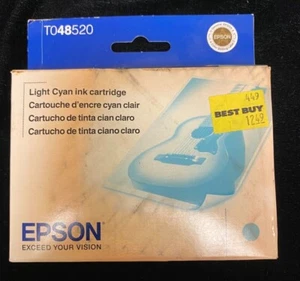 T048520
EPSON
Light Cyan ink cartridge
Cartouche d'encre cyan clair
Cartucho de tinta cian claro
Cartucho de tinta ciano claro
BEST BUY
1242
EPSON
EXCEED YOUR VISION